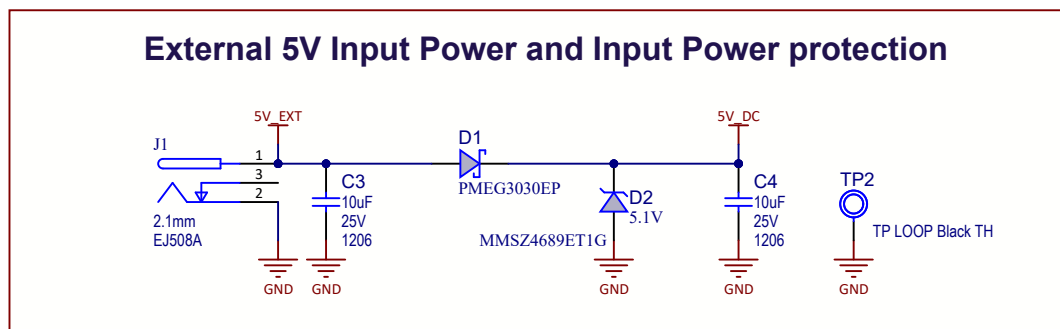 External 5V Input Power and Input Power protection
5V_EXT
5V_DC
J1
1
3
2
2.1mm
EJ508A
C3
10uF
25V
1206
D1
PMEG3030EP
D2
5.1V
MMSZ4689ET1G
C4
10uF
25V
1206
TP2
TP LOOP Black TH
GND
GND
GND
GND
GND